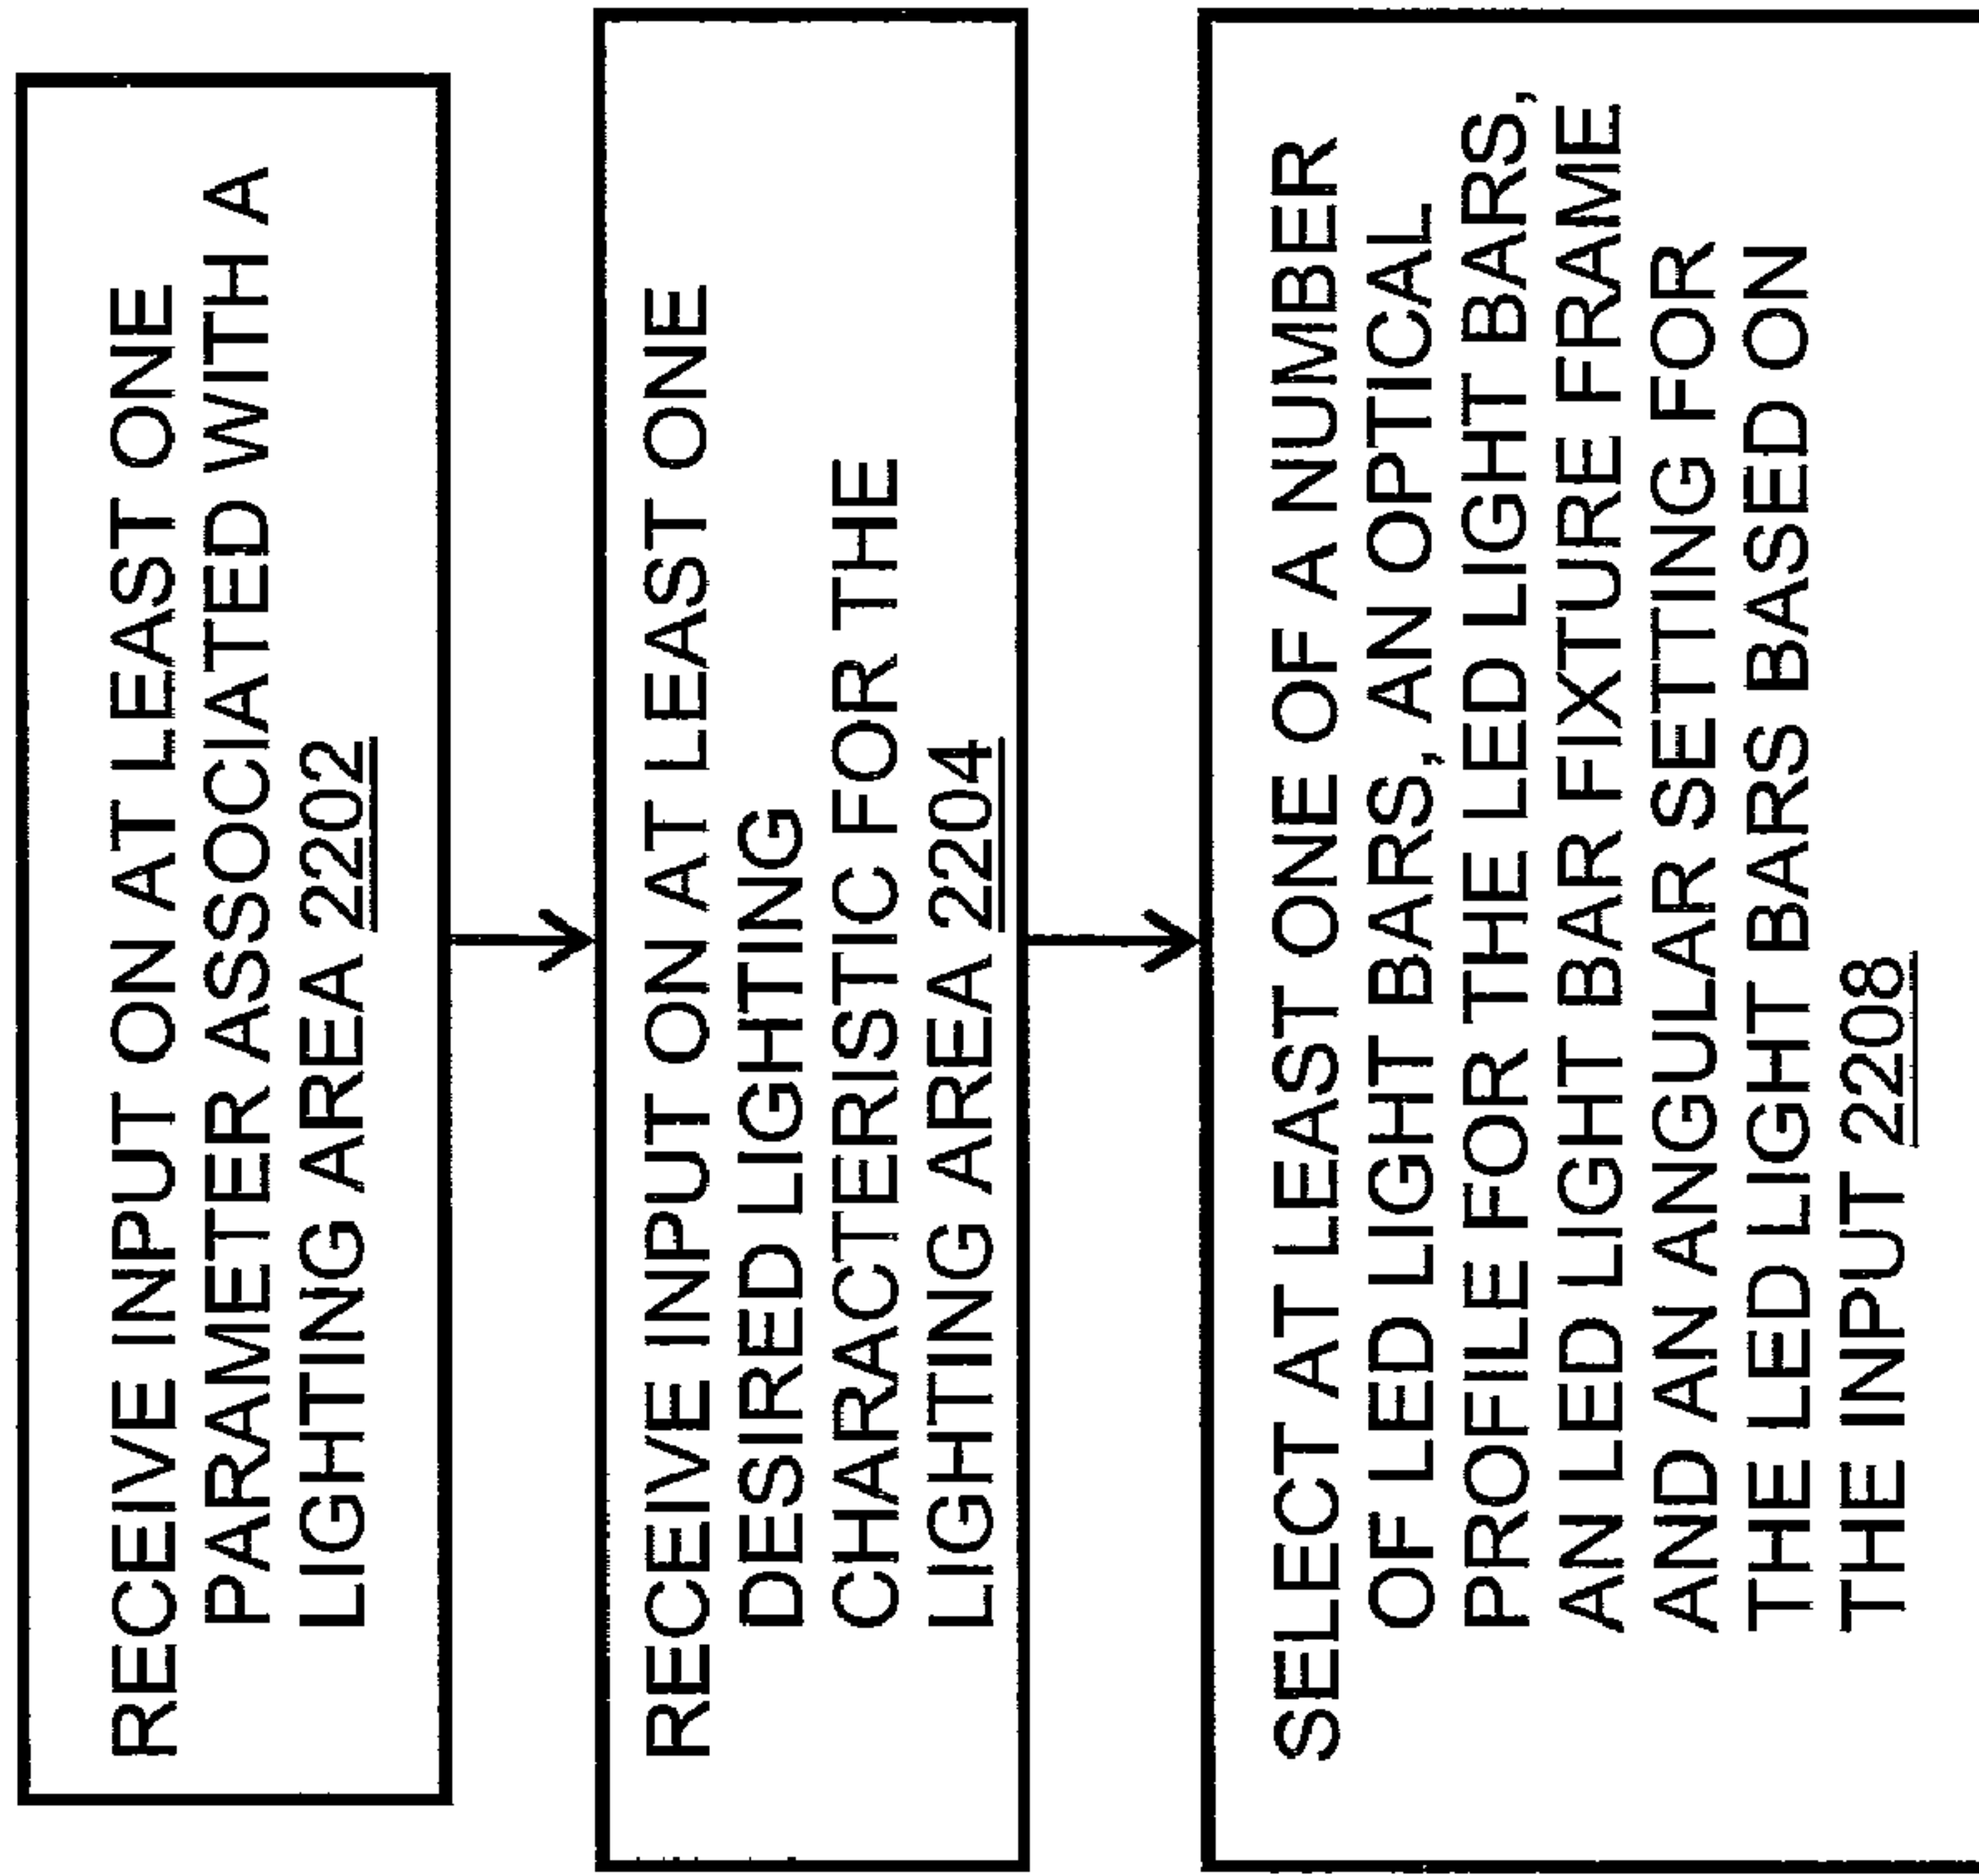 RECEIVE INPUT ON AT LEAST ONE
PARAMETER ASSOCIATED WITH A
LIGHTING AREA 2202
RECEIVE INPUT ON AT LEAST ONE
DESIRED LIGHTING
CHARACTERISTIC FOR THE
LIGHTING AREA 2204
SELECT AT LEAST ONE OF A NUMBER
OF LED LIGHT BARS, AN OPTICAL
PROFILE FOR THE LED LIGHT BARS,
AN LED LIGHT BAR FIXTURE FRAME
AND AN ANGULAR SETTING FOR
THE LED LIGHT BARS BASED ON
THE INPUT 2208